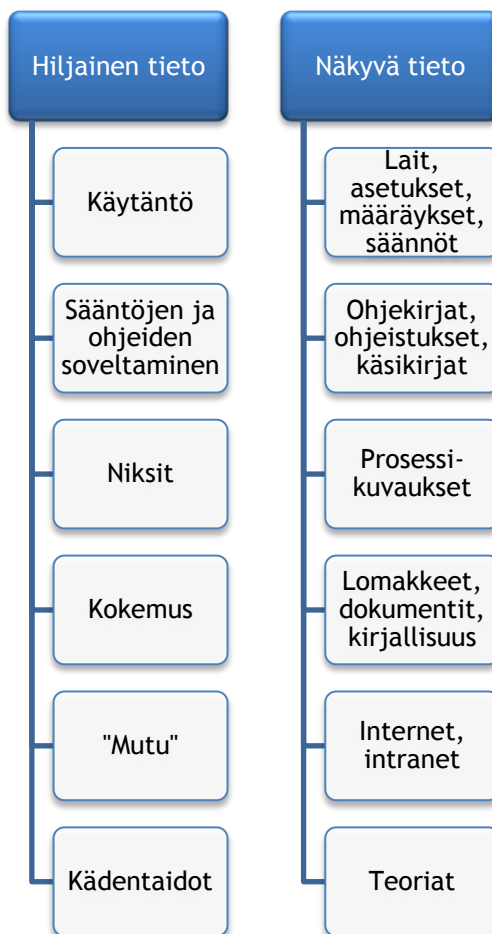 Hiljainen tieto
Käytäntö
Sääntöjen ja
ohjeiden
soveltaminen
Niksit
Kokemus
"Mutu"
Kädentaidot
Näkyvä tieto
Lait,
asetukset,
määräykset,
säännöt
Ohjekirjat,
ohjeistukset,
käsikirjat
Prosessi-
kuvaukset
Lomakkeet,
dokumentit,
kirjallisuus
Internet,
intranet
Teoriat